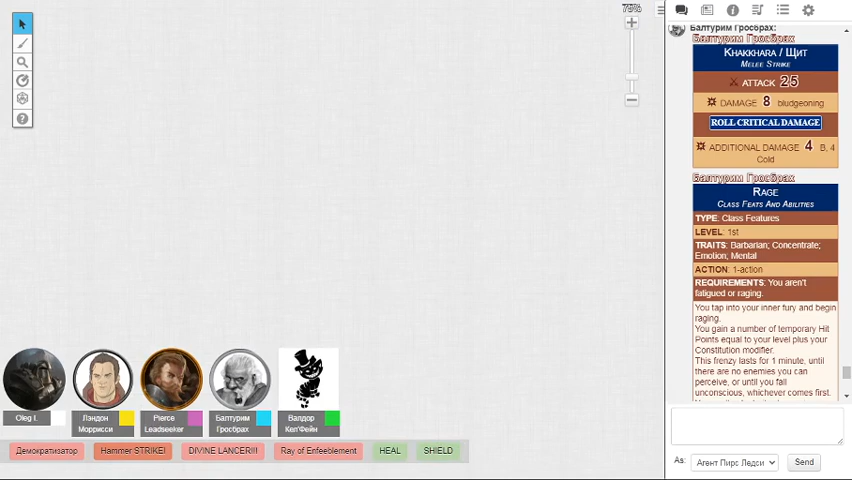 75%
Балтурим Гросбрах:
Балтурим Гросбрах
Khakkhara / Щит
Melee Strike
ATTACK 25
DAMAGE 8 bludgeoning
ROLL CRITICAL DAMAGE
ADDITIONAL DAMAGE 4 B, 4
Cold
Балтурим Гросбрах
Rage
Class Feats And Abilities
TYPE: Class Features
LEVEL: 1st
TRAITS: Barbarian; Concentrate;
Emotion; Mental
ACTION: 1-action
REQUIREMENTS: You aren't
fatigued or raging.
You tap into your inner fury and begin
raging.
You gain a number of temporary Hit
Points equal to your level plus your
Constitution modifier.
This frenzy lasts for 1 minute, until
there are no enemies you can
perceive, or until you fall
unconscious, whichever comes first.
Oleg I.
Лэндон
Моррисси
Pierce
Leadseeker
Балтурим
Гросбрах
Валдор
Кел'Фейн
Демократизатор
Hammer STRIKE!
DIVINE LANCER!!!
Ray of Enfeeblement
HEAL
SHIELD
As:
Агент Пирс Ледси
Send